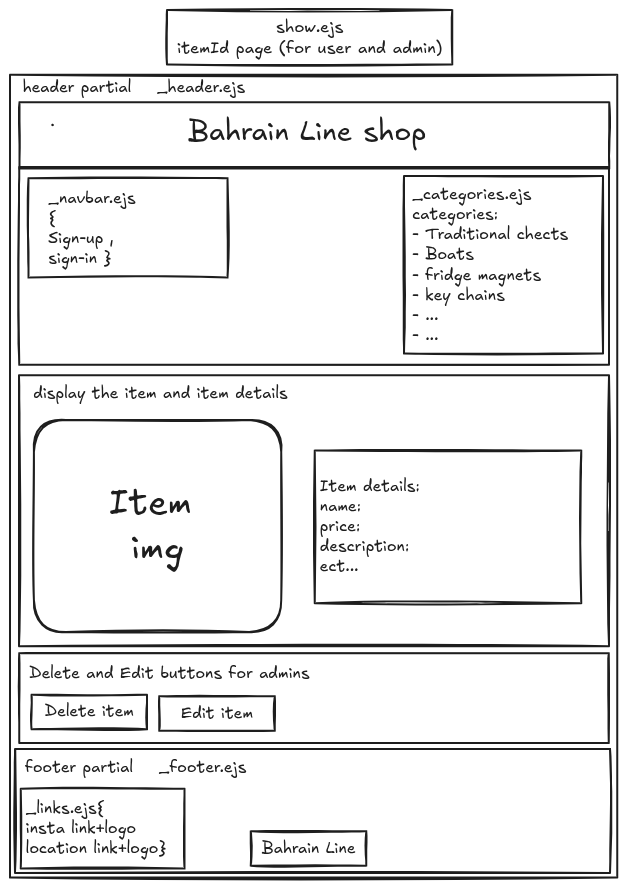 show.ejs
itemId page (for user and admin)
header partial _header.ejs
Bahrain Line shop
_navbar.ejs
{
Sign-up ,
sign-in }
_categories.ejs
categories:
- Traditional chects
- Boats
- fridge magnets
- key chains
- ...
- ...
display the item and item details
Item
img
Item details:
name:
price:
description:
ect...
Delete and Edit buttons for admins
Delete item
Edit item
footer partial _footer.ejs
_links.ejs{
insta link+logo
location link+logo}
Bahrain Line